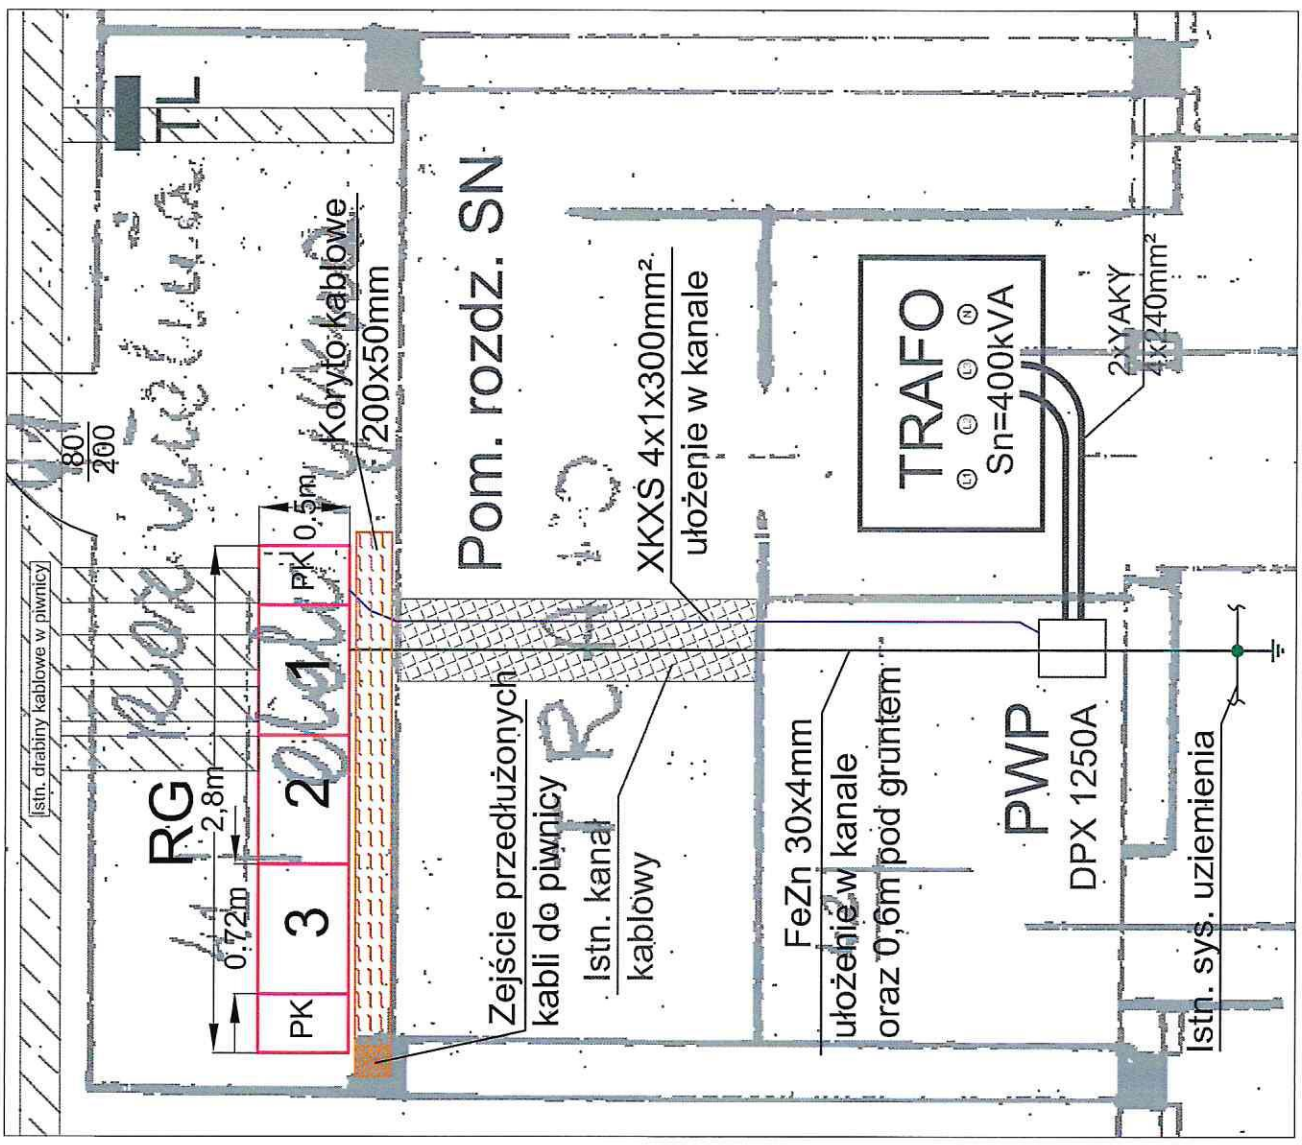 Istn. drabiny kablowe w piwnicy
80
200
TL
RG
2,8m
0.72m
0,5m
PK
3
2
1
PK
Koryto kablowe
200x50mm
Pom. rozdz. SN
Zejście przedłużonych
kabli do piwnicy
Istn. kanał
kablowy
XKXS 4x1x300mm².
ułożenie w kanale
TRAFO
L1 L2 L3 N
Sn=400kVA
2xYAKY
4x240mm²
FeZn 30x4mm
ułożenie w kanale
oraz 0,6m pod gruntem
PWP
DPX 1250A
Istn. sys. uziemienia